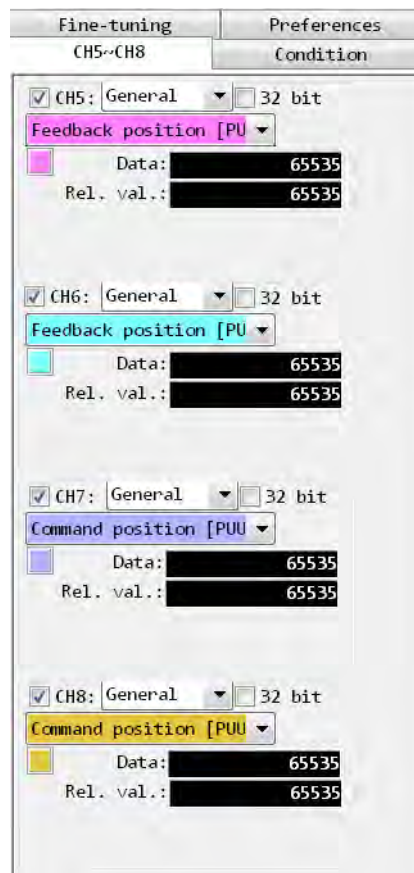 Fine-tuning Preferences
CH5~CH8 Condition
CH5: General 32 bit
Feedback position [PU
Data: 65535
Rel. val.: 65535
CH6: General 32 bit
Feedback position [PU
Data: 65535
Rel. val.: 65535
CH7: General 32 bit
Command position [PUU
Data: 65535
Rel. val.: 65535
CH8: General 32 bit
Command position [PUU
Data: 65535
Rel. val.: 65535